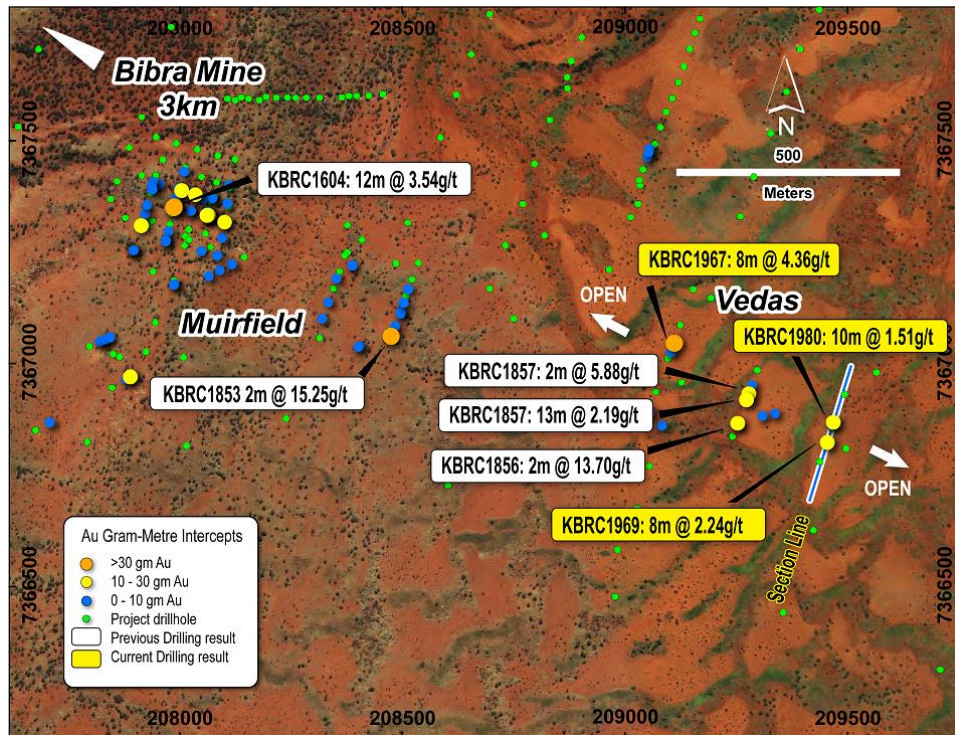 208000
208500
209000
209500
Bibra Mine
3km
N
500
Meters
7367500
7367500
KBRC1604: 12m @ 3.54g/t
KBRC1967: 8m @ 4.36g/t
OPEN
Vedas
Muirfield
KBRC1980: 10m @ 1.51g/t
7367000
7367000
KBRC1857: 2m @ 5.88g/t
KBRC1853 2m @ 15.25g/t
KBRC1857: 13m @ 2.19g/t
KBRC1856: 2m @ 13.70g/t
OPEN
KBRC1969: 8m @ 2.24g/t
Section Line
Au Gram-Metre Intercepts
>30 gm Au
10 - 30 gm Au
0 - 10 gm Au
Project drillhole
Previous Drilling result
Current Drilling result
7366500
7366500
208000
208500
209000
209500